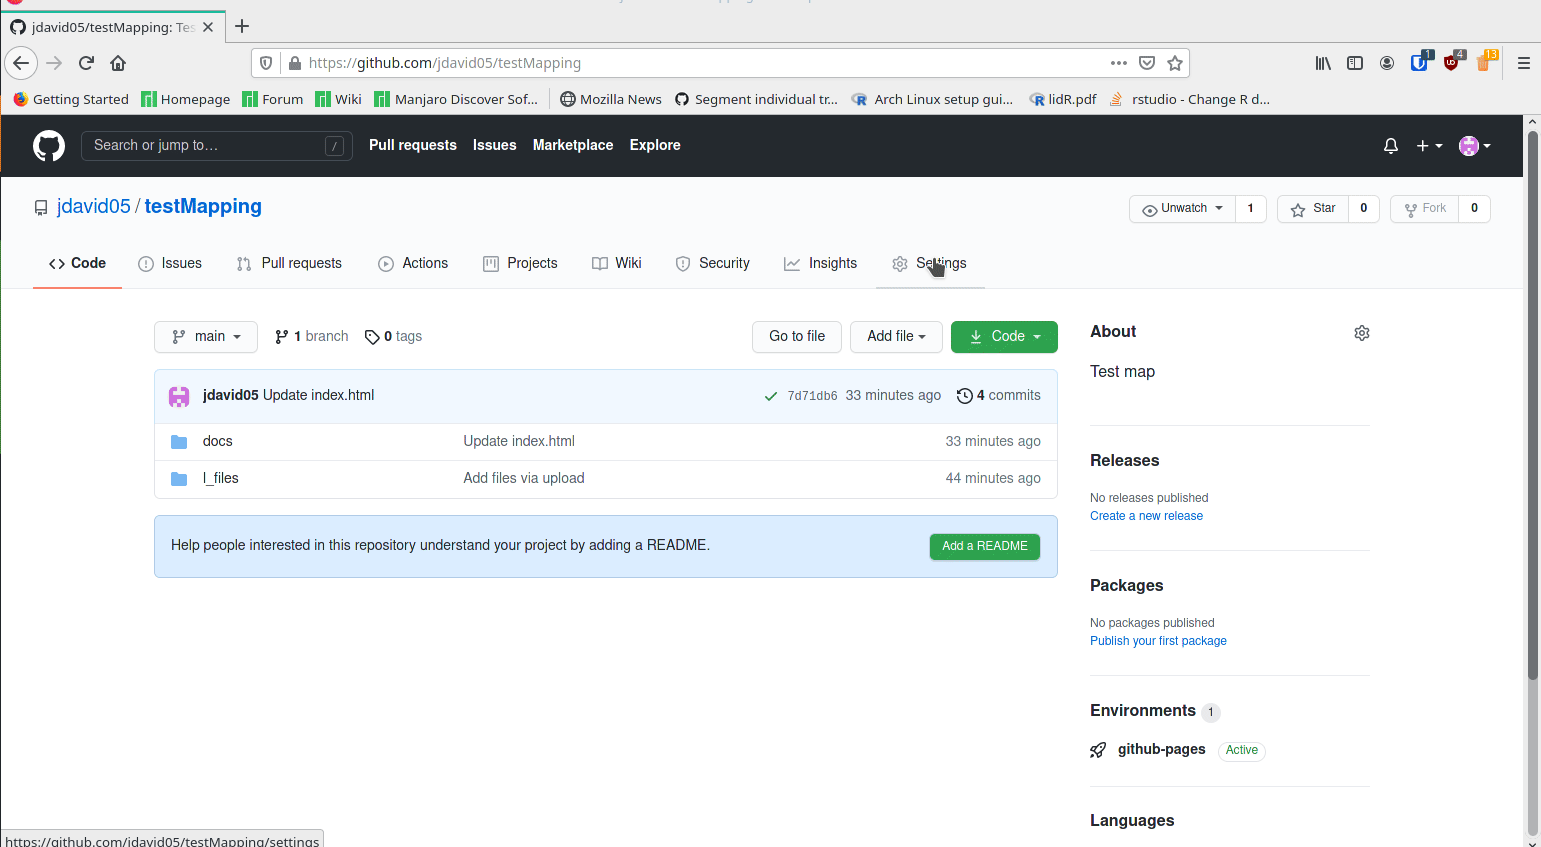 jdavid05/testMapping: Tes
https://github.com/jdavid05/testMapping
1
4
13
Getting Started
Homepage
Forum
Wiki
Manjaro Discover Sof...
Mozilla News
Segment individual tr...
Arch Linux setup gui...
lidR.pdf
rstudio - Change R d...
Search or jump to...
/
Pull requests
Issues
Marketplace
Explore
jdavid05 / testMapping
Unwatch 1
Star 0
Fork 0
Code
Issues
Pull requests
Actions
Projects
Wiki
Security
Insights
Settings
main
1 branch
0 tags
Go to file
Add file
Code
jdavid05 Update index.html
7d71db6 33 minutes ago
4 commits
docs Update index.html 33 minutes ago
l_files Add files via upload 44 minutes ago
Help people interested in this repository understand your project by adding a README.
Add a README
About
Test map
Releases
No releases published
Create a new release
Packages
No packages published
Publish your first package
Environments 1
github-pages Active
Languages
https://github.com/jdavid05/testMapping/settings